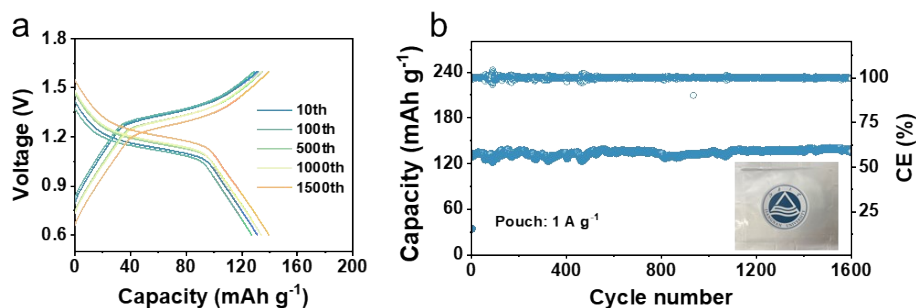 a
1.8
1.5
1.2
0.9
0.6
Voltage (V)
10th
100th
500th
1000th
1500th
0
40
80
120
160
200
Capacity (mAh g-1)
b
240
180
120
60
0
Capacity (mAh g-1)
100
75
50
25
CE (%)
Pouch: 1 A g-1
0
400
800
1200
1600
Cycle number